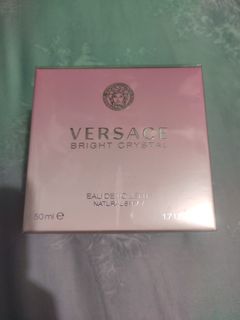 VERSACE
BRIGHT CRYSTAL
EAU DE TOILETTE
NATURAL SPRAY
50 ml e